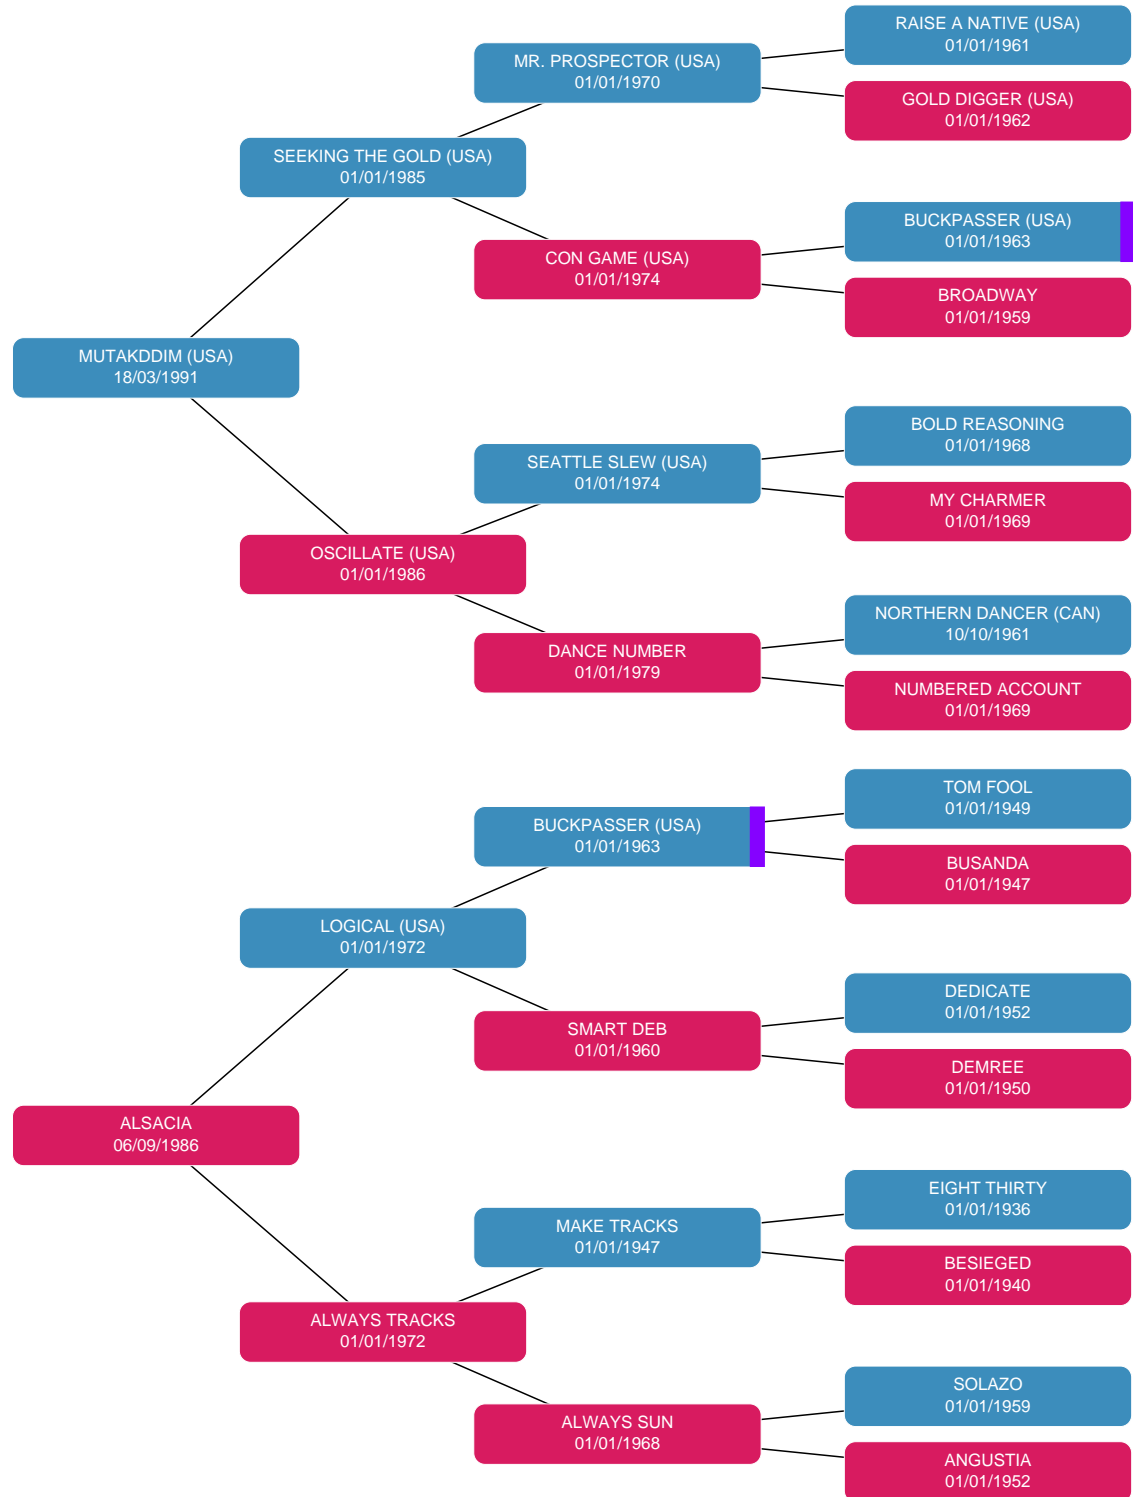 RAISE A NATIVE (USA)
01/01/1961
MR. PROSPECTOR (USA)
01/01/1970
GOLD DIGGER (USA)
01/01/1962
SEEKING THE GOLD (USA)
01/01/1985
BUCKPASSER (USA)
01/01/1963
CON GAME (USA)
01/01/1974
BROADWAY
01/01/1959
MUTAKDDIM (USA)
18/03/1991
BOLD REASONING
01/01/1968
SEATTLE SLEW (USA)
01/01/1974
MY CHARMER
01/01/1969
OSCILLATE (USA)
01/01/1986
NORTHERN DANCER (CAN)
10/10/1961
DANCE NUMBER
01/01/1979
NUMBERED ACCOUNT
01/01/1969
TOM FOOL
01/01/1949
BUCKPASSER (USA)
01/01/1963
BUSANDA
01/01/1947
LOGICAL (USA)
01/01/1972
DEDICATE
01/01/1952
SMART DEB
01/01/1960
DEMREE
01/01/1950
ALSACIA
06/09/1986
EIGHT THIRTY
01/01/1936
MAKE TRACKS
01/01/1947
BESIEGED
01/01/1940
ALWAYS TRACKS
01/01/1972
SOLAZO
01/01/1959
ALWAYS SUN
01/01/1968
ANGUSTIA
01/01/1952